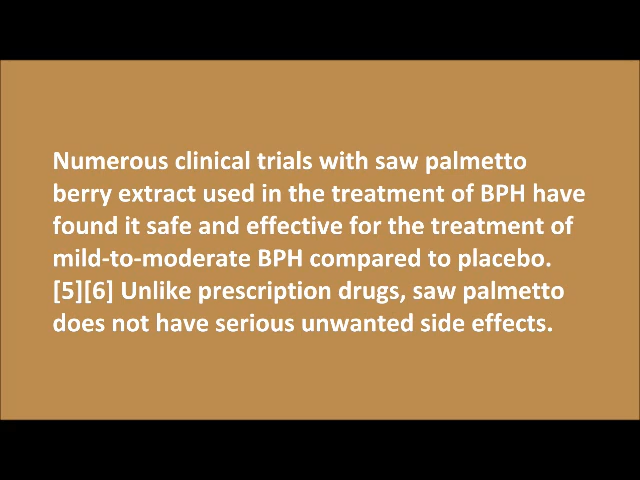 Numerous clinical trials with saw palmetto
berry extract used in the treatment of BPH have
found it safe and effective for the treatment of
mild-to-moderate BPH compared to placebo.
[5][6] Unlike prescription drugs, saw palmetto
does not have serious unwanted side effects.